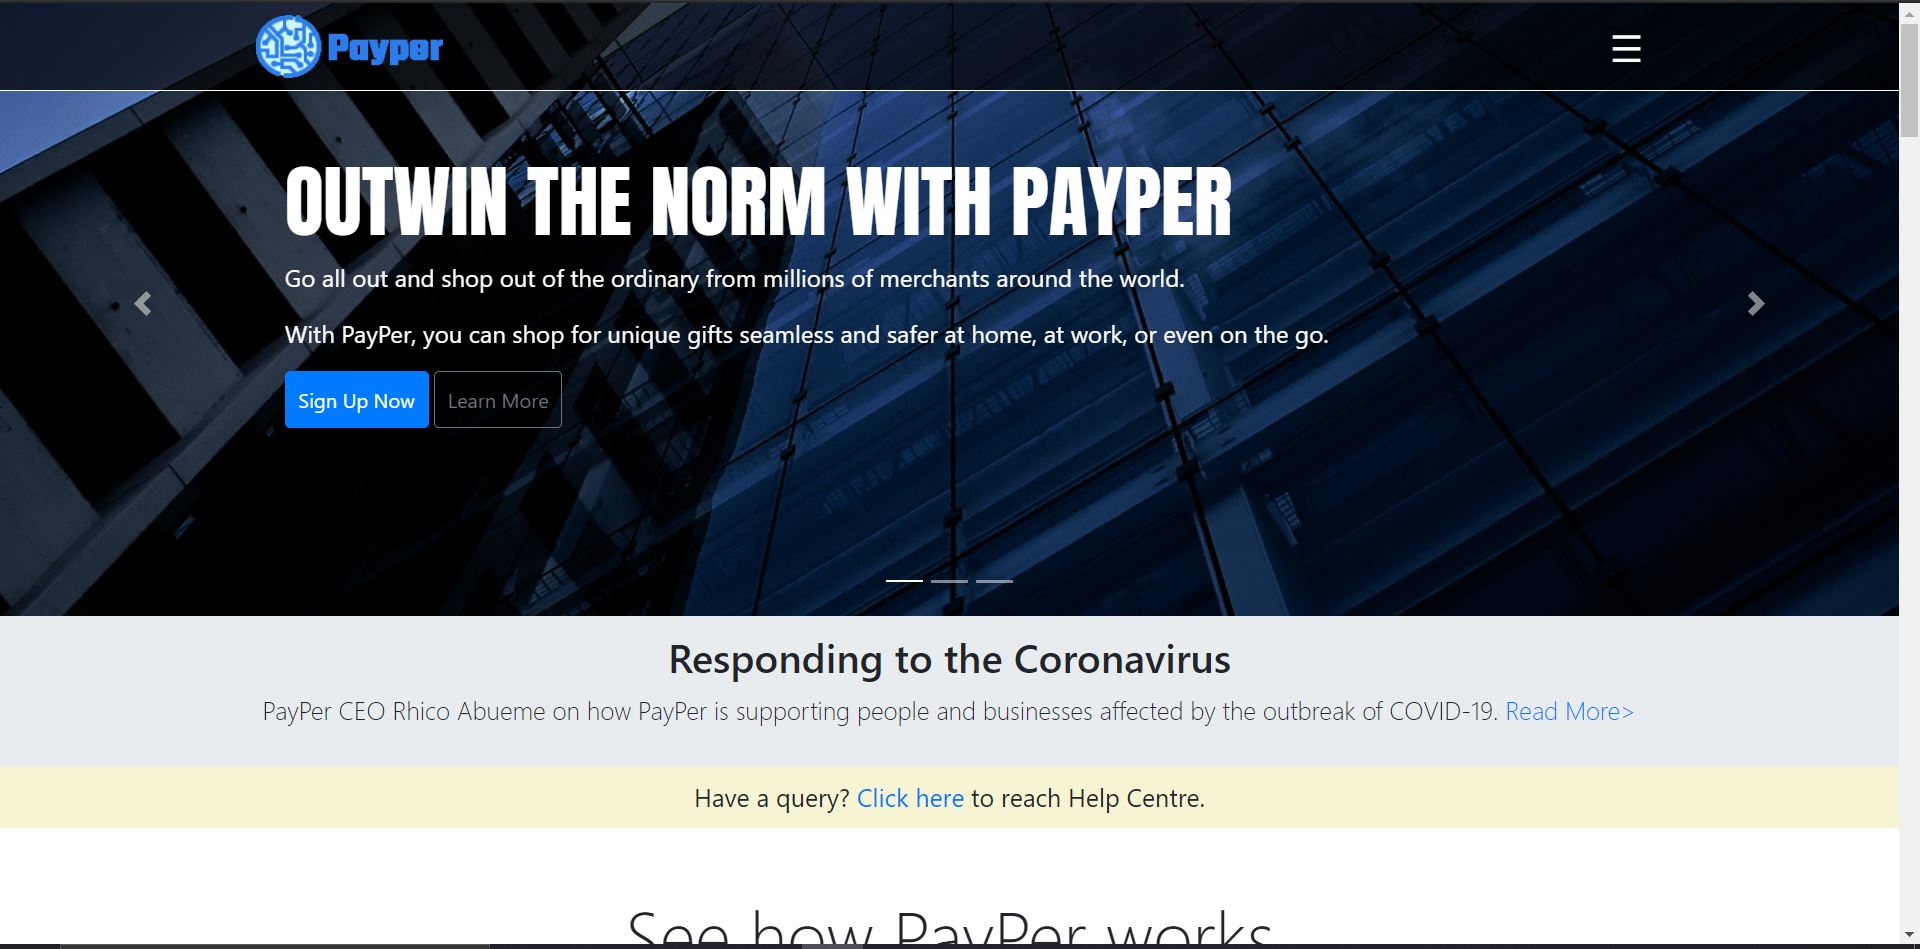 Payper
OUTWIN THE NORM WITH PAYPER
Go all out and shop out of the ordinary from millions of merchants around the world.
With PayPer, you can shop for unique gifts seamless and safer at home, at work, or even on the go.
Sign Up Now
Learn More
Responding to the Coronavirus
PayPer CEO Rhico Abueme on how PayPer is supporting people and businesses affected by the outbreak of COVID-19. Read More>
Have a query? Click here to reach Help Centre.
See how PayPer works